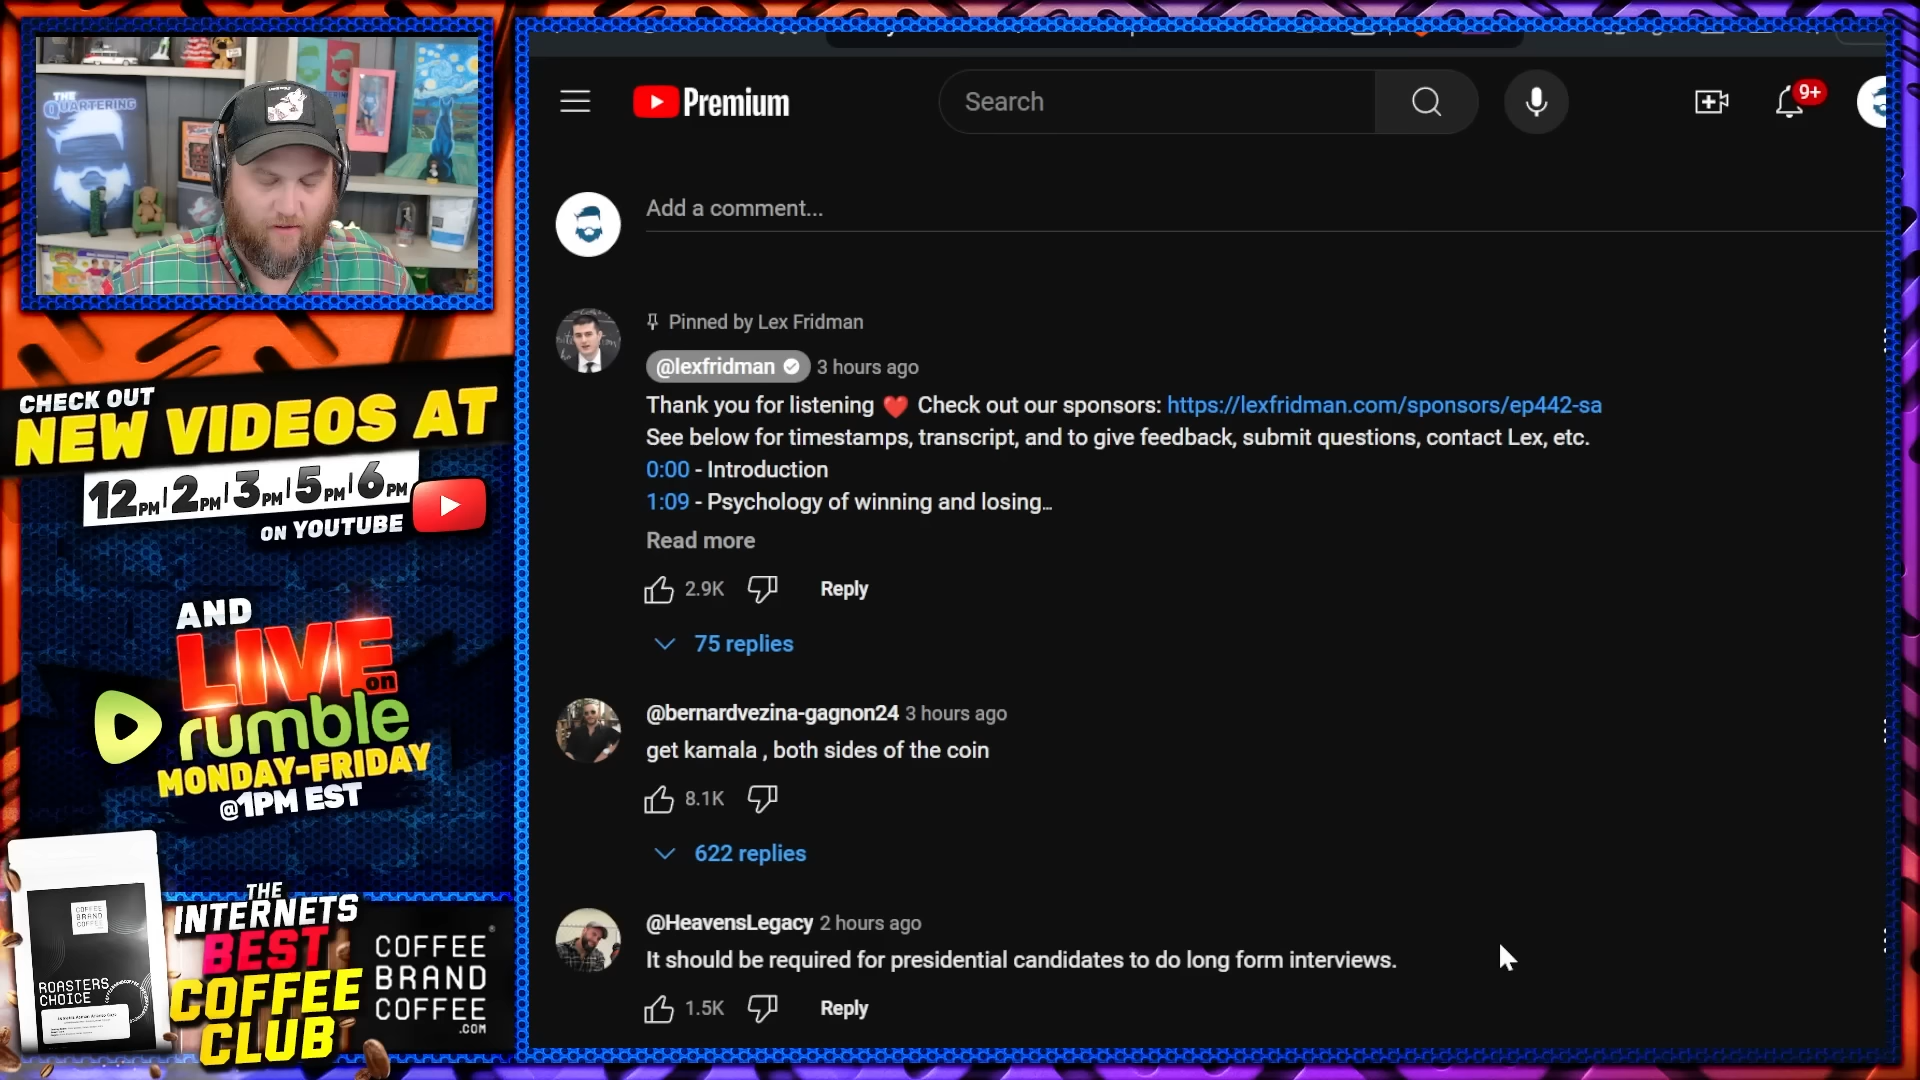 THE
QUARTERING
CHECK OUT
NEW VIDEOS AT
12PM | 2PM | 3PM | 5PM | 6PM
ON YOUTUBE
AND
LIVE
on
rumble
MONDAY-FRIDAY
@1PM EST
THE
INTERNETS
BEST
COFFEE
CLUB
COFFEE
BRAND
COFFEE
ROASTERS
CHOICE
COFFEE
BRAND
COFFEE
.COM
Premium
Search
9+
Add a comment...
Pinned by Lex Fridman
@lexfridman 3 hours ago
Thank you for listening ❤️ Check out our sponsors: https://lexfridman.com/sponsors/ep442-sa
See below for timestamps, transcript, and to give feedback, submit questions, contact Lex, etc.
0:00 - Introduction
1:09 - Psychology of winning and losing...
Read more
2.9K Reply
75 replies
@bernardvezina-gagnon24 3 hours ago
get kamala , both sides of the coin
8.1K
622 replies
@HeavensLegacy 2 hours ago
It should be required for presidential candidates to do long form interviews.
1.5K Reply